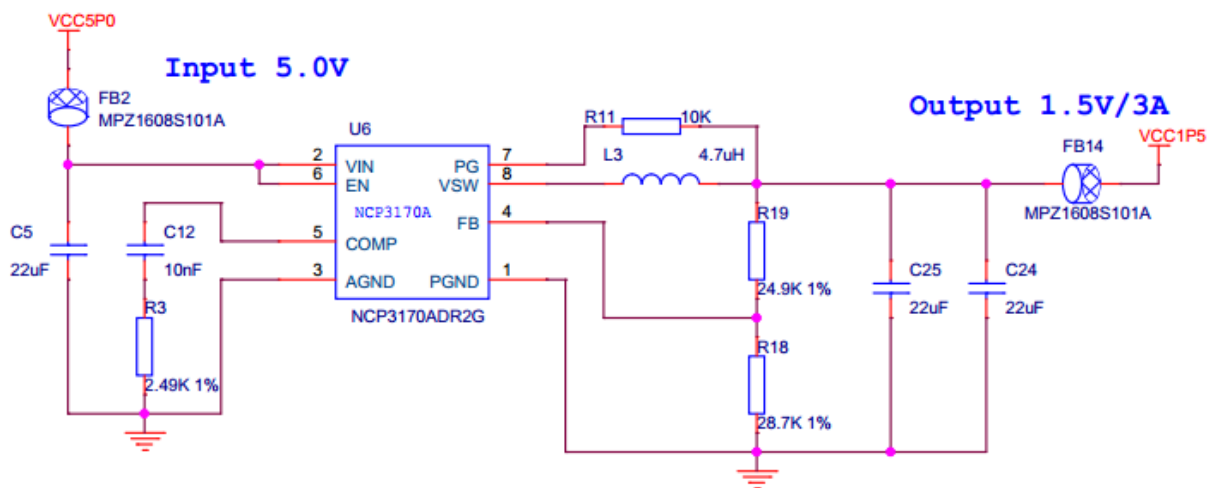 VCC5P0
Input 5.0V
FB2
MPZ1608S101A
Output 1.5V/3A
VCC1P5
FB14
MPZ1608S101A
R11
10K
L3
4.7uH
U6
2
VIN
6
EN
NCP3170A
5
COMP
3
AGND
PG
7
VSW
8
FB
4
PGND
1
NCP3170ADR2G
C5
22uF
C12
10nF
R3
2.49K 1%
R19
24.9K 1%
R18
28.7K 1%
C25
22uF
C24
22uF